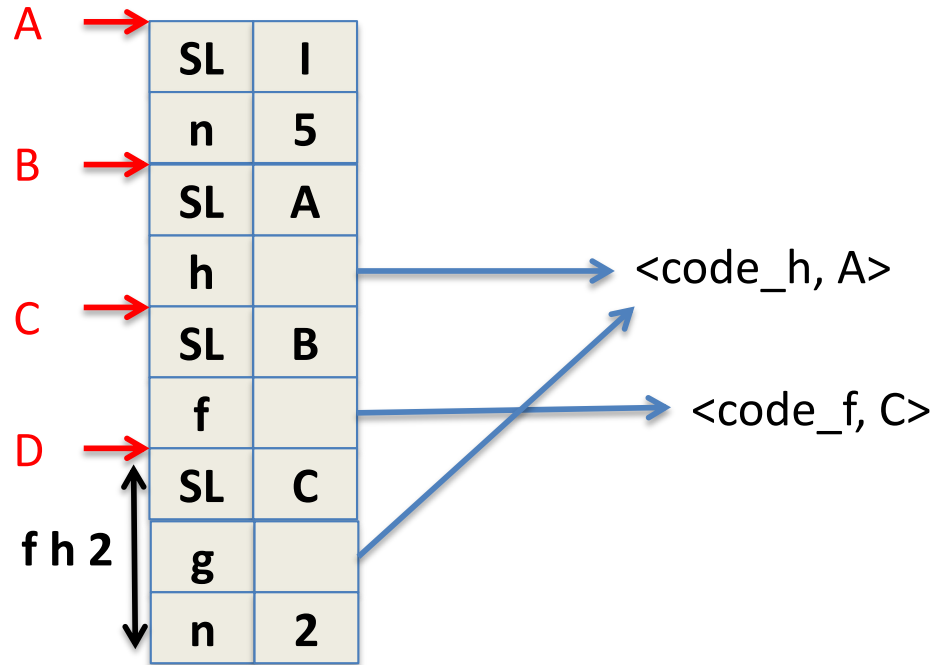 A
SL I
n 5
B
SL A
h
<code_h, A>
C
SL B
f
<code_f, C>
D
SL C
f h 2
g
n 2